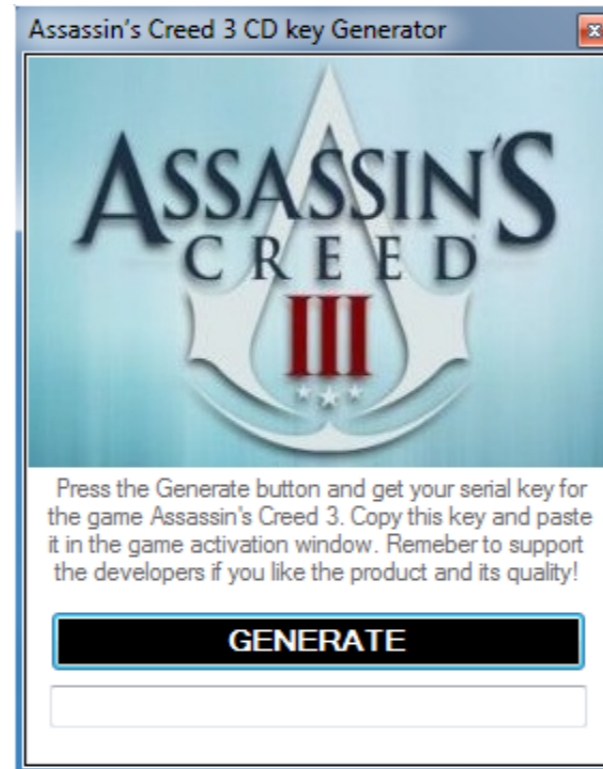 Assassin's Creed 3 CD key Generator
ASSASSIN'S
CREED
III
Press the Generate button and get your serial key for
the game Assassin's Creed 3. Copy this key and paste
it in the game activation window. Remeber to support
the developers if you like the product and its quality!
GENERATE